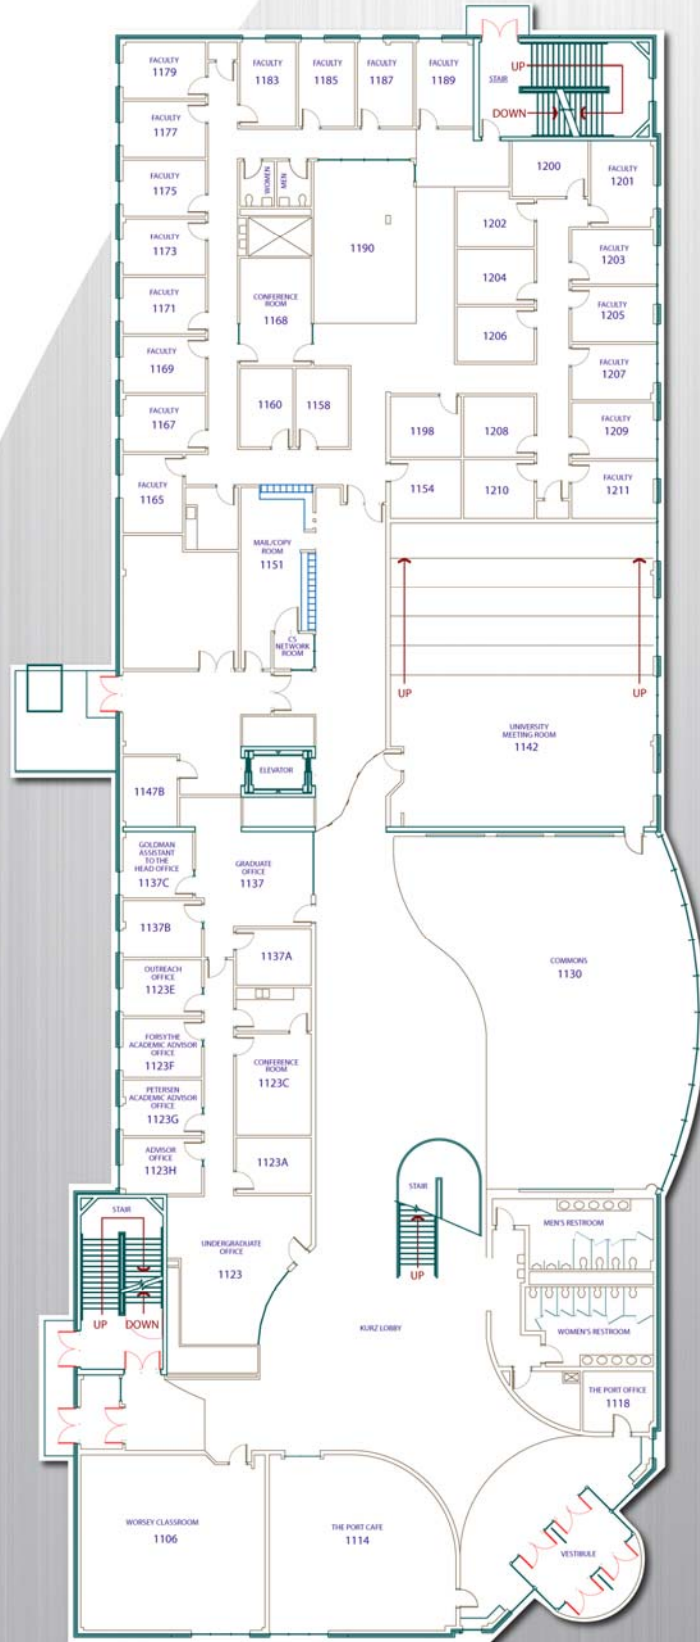 FACULTY
1179
FACULTY
1183
FACULTY
1185
FACULTY
1187
FACULTY
1189
STAIR
UP
DOWN
FACULTY
1177
FACULTY
1175
WOMEN
MEN
1200
FACULTY
1201
FACULTY
1173
1190
1202
FACULTY
1203
FACULTY
1171
CONFERENCE
ROOM
1168
1204
FACULTY
1205
FACULTY
1169
1206
FACULTY
1207
FACULTY
1167
1160
1158
1198
1208
FACULTY
1209
FACULTY
1165
1154
1210
FACULTY
1211
MAIL/COPY
ROOM
1151
CS
NETWORK
ROOM
UP
UP
UNIVERSITY
MEETING ROOM
1142
ELEVATOR
1147B
GOLDMAN
ASSISTANT
TO THE
HEAD OFFICE
1137C
GRADUATE
OFFICE
1137
1137B
1137A
OUTREACH
OFFICE
1123E
COMMONS
1130
FORSYTHE
ACADEMIC ADVISOR
OFFICE
1123F
CONFERENCE
ROOM
1123C
PETERSEN
ACADEMIC ADVISOR
OFFICE
1123G
ADVISOR
OFFICE
1123H
1123A
STAIR
UP
STAIR
UP
DOWN
UNDERGRADUATE
OFFICE
1123
MEN'S RESTROOM
KURZ LOBBY
WOMEN'S RESTROOM
THE PORT OFFICE
1118
WORSEY CLASSROOM
1106
THE PORT CAFE
1114
VESTIBULE